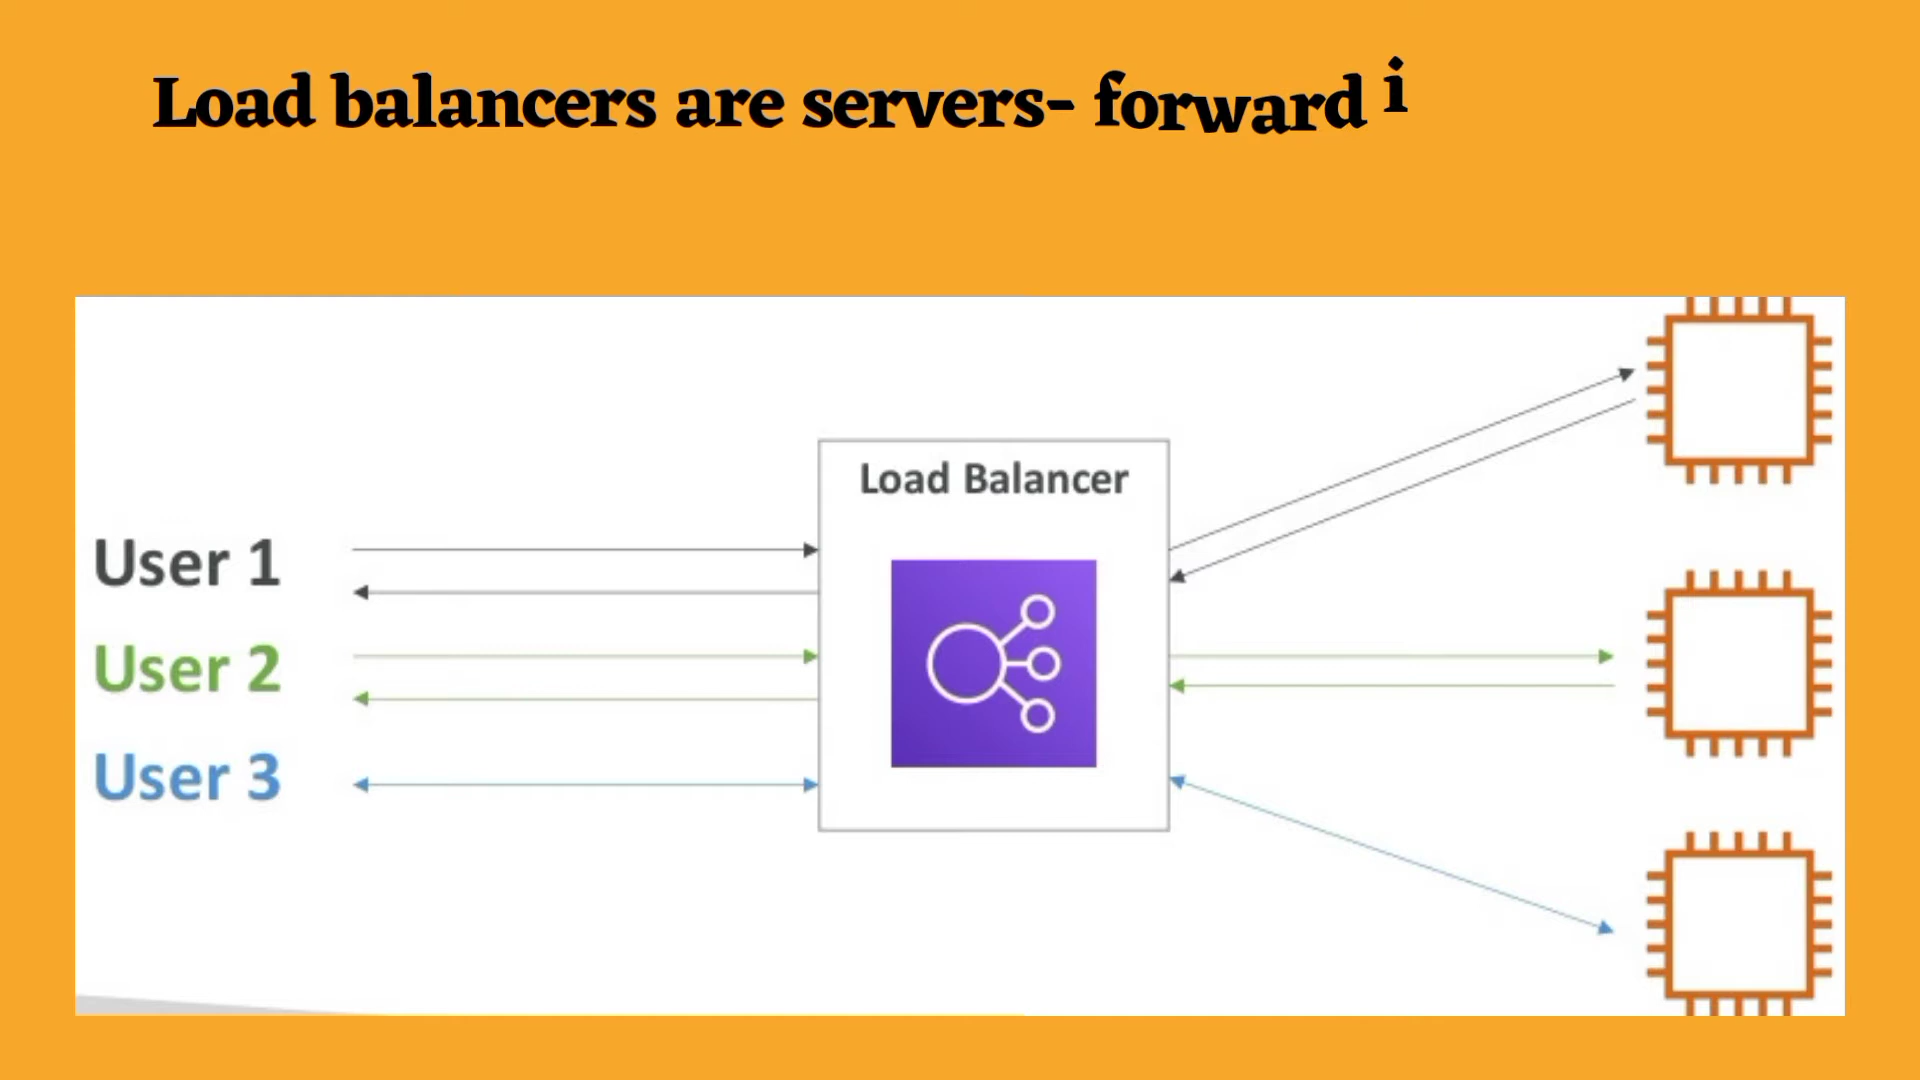 Load balancers are servers- forward i
Load Balancer
User 1
User 2
User 3